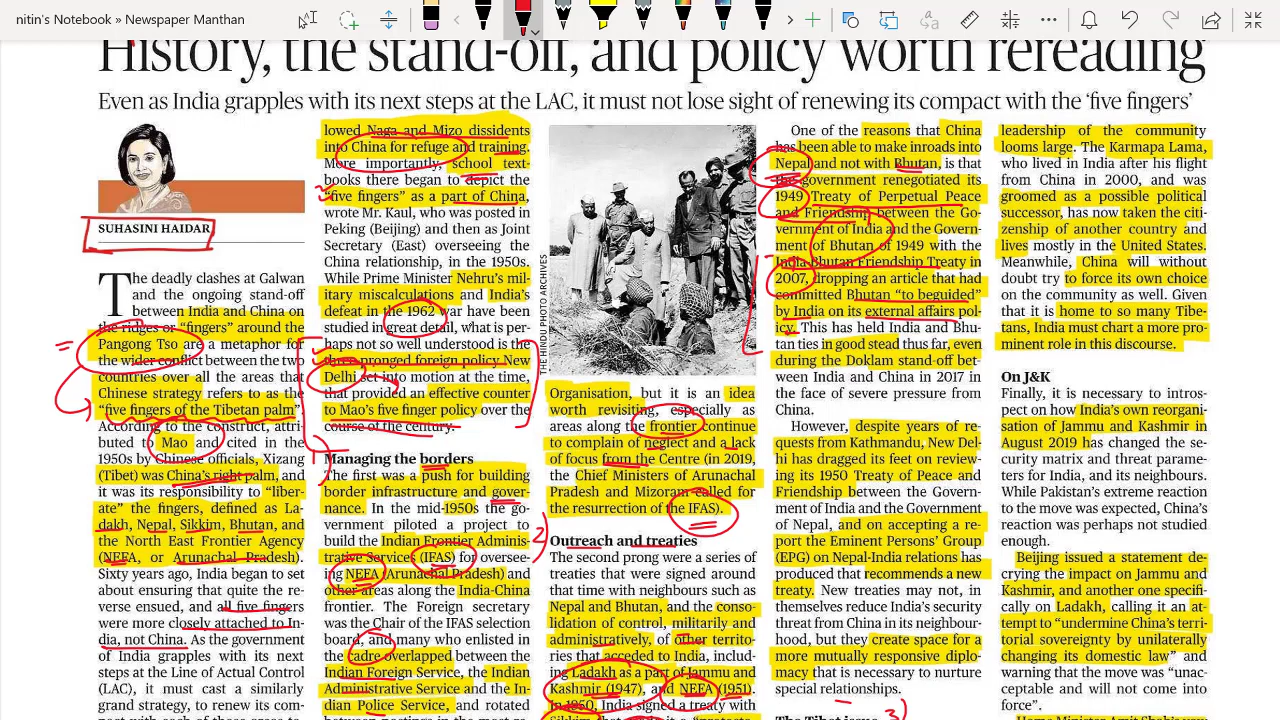 nitin's Notebook » Newspaper Manthan
History, the stand-off, and policy worth rereading
Even as India grapples with its next steps at the LAC, it must not lose sight of renewing its compact with the ‘five fingers’
SUHASINI HAIDAR
The deadly clashes at Galwan
and the ongoing stand-off
between India and China on
the ridges or “fingers” around the
Pangong Tso are a metaphor for
the wider conflict between the two
countries over all the areas that
Chinese strategy refers to as the
“five fingers of the Tibetan palm”.
According to the construct, attri-
buted to Mao and cited in the
1950s by Chinese officials, Xizang
(Tibet) was China’s right palm, and
it was its responsibility to “liber-
ate” the fingers, defined as La-
dakh, Nepal, Sikkim, Bhutan, and
the North East Frontier Agency
(NEFA, or Arunachal Pradesh).
Sixty years ago, India began to set
about ensuring that quite the re-
verse ensued, and all five fingers
were more closely attached to In-
dia, not China. As the government
of India grapples with its next
steps at the Line of Actual Control
(LAC), it must cast a similarly
grand strategy, to renew its com-
lowed Naga and Mizo dissidents
into China for refuge and training.
More importantly, school text-
books there began to depict the
“five fingers” as a part of China,
wrote Mr. Kaul, who was posted in
Peking (Beijing) and then as Joint
Secretary (East) overseeing the
China relationship, in the 1950s.
While Prime Minister Nehru’s mil-
itary miscalculations and India’s
defeat in the 1962 war have been
studied in great detail, what is per-
haps not so well understood is the
three-pronged foreign policy New
Delhi set into motion at the time,
that provided an effective counter
to Mao’s five finger policy over the
course of the century.
Managing the borders
The first was a push for building
border infrastructure and gover-
nance. In the mid-1950s the go-
vernment piloted a project to
build the Indian Frontier Adminis-
trative Services (IFAS) for oversee-
ing NEFA (Arunachal Pradesh) and
other areas along the India-China
frontier. The Foreign secretary
was the Chair of the IFAS selection
board, and many who enlisted in
the cadre overlapped between the
Indian Foreign Service, the Indian
Administrative Service and the In-
dian Police Service, and rotated
THE HINDU PHOTO ARCHIVES
Organisation, but it is an idea
worth revisiting, especially as
areas along the frontier continue
to complain of neglect and a lack
of focus from the Centre (in 2019,
the Chief Ministers of Arunachal
Pradesh and Mizoram called for
the resurrection of the IFAS).
Outreach and treaties
The second prong were a series of
treaties that were signed around
that time with neighbours such as
Nepal and Bhutan, and the conso-
lidation of control, militarily and
administratively, of other territo-
ries that acceded to India, includ-
ing Ladakh as a part of Jammu and
Kashmir (1947), and NEFA (1951).
In 1950, India signed a treaty with
One of the reasons that China
has been able to make inroads into
Nepal and not with Bhutan, is that
the government renegotiated its
1949 Treaty of Perpetual Peace
and Friendship between the Go-
vernment of India and the Govern-
ment of Bhutan of 1949 with the
India-Bhutan Friendship Treaty in
2007, dropping an article that had
committed Bhutan “to be guided”
by India on its external affairs pol-
icy. This has held India and Bhu-
tan ties in good stead thus far, even
during the Doklam stand-off bet-
ween India and China in 2017 in
the face of severe pressure from
China.
However, despite years of re-
quests from Kathmandu, New Del-
hi has dragged its feet on review-
ing its 1950 Treaty of Peace and
Friendship between the Govern-
ment of India and the Government
of Nepal, and on accepting a re-
port the Eminent Persons’ Group
(EPG) on Nepal-India relations has
produced that recommends a new
treaty. New treaties may not, in
themselves reduce India’s security
threat from China in its neighbour-
hood, but they create space for a
more mutually responsive diplo-
macy that is necessary to nurture
special relationships.
The Tibet issue 3)
leadership of the community
looms large. The Karmapa Lama,
who lived in India after his flight
from China in 2000, and was
groomed as a possible political
successor, has now taken the citi-
zenship of another country and
lives mostly in the United States.
Meanwhile, China will without
doubt try to force its own choice
on the community as well. Given
that it is home to so many Tibe-
tans, India must chart a more pro-
minent role in this discourse.
On J&K
Finally, it is necessary to intros-
pect on how India’s own reorgani-
sation of Jammu and Kashmir in
August 2019 has changed the se-
curity matrix and threat parame-
ters for India, and its neighbours.
While Pakistan’s extreme reaction
to the move was expected, China’s
reaction was perhaps not studied
enough.
Beijing issued a statement de-
crying the impact on Jammu and
Kashmir, and another one specifi-
cally on Ladakh, calling it an at-
tempt to “undermine China’s terri-
torial sovereignty by unilaterally
changing its domestic law” and
warning that the move was “unac-
ceptable and will not come into
force”.